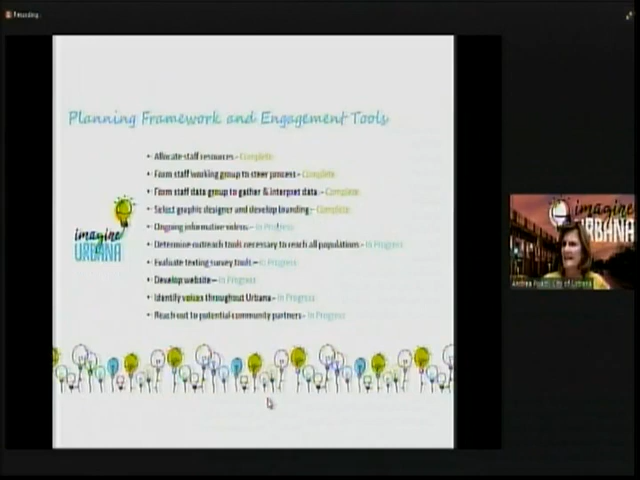 Recording
Planning Framework and Engagement Tools
• Allocate staff resources - Complete
• Form staff working group to steer process - Complete
• Form staff data group to gather & interpret data - Complete
• Select graphic designer and develop branding - Complete
• Ongoing informative videos - In Progress
• Determine outreach tools necessary to reach all populations - In Progress
• Evaluate texting survey tools - In Progress
• Develop website - In Progress
• Identify voices throughout Urbana - In Progress
• Reach out to potential community partners - In Progress
imagine
URBANA
imagine
URBANA
Andrea City of Urbana